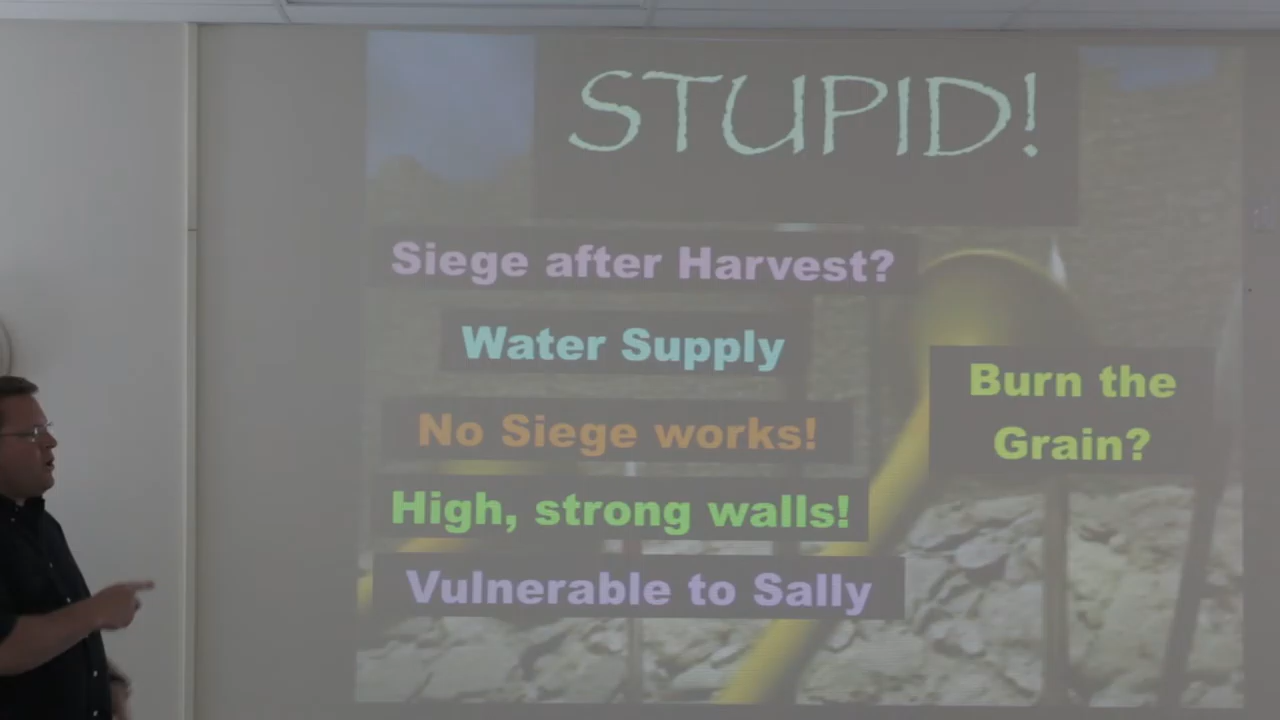 STUPID!
Siege after Harvest?
Water Supply
No Siege works!
High, strong walls!
Vulnerable to Sally
Burn the
Grain?